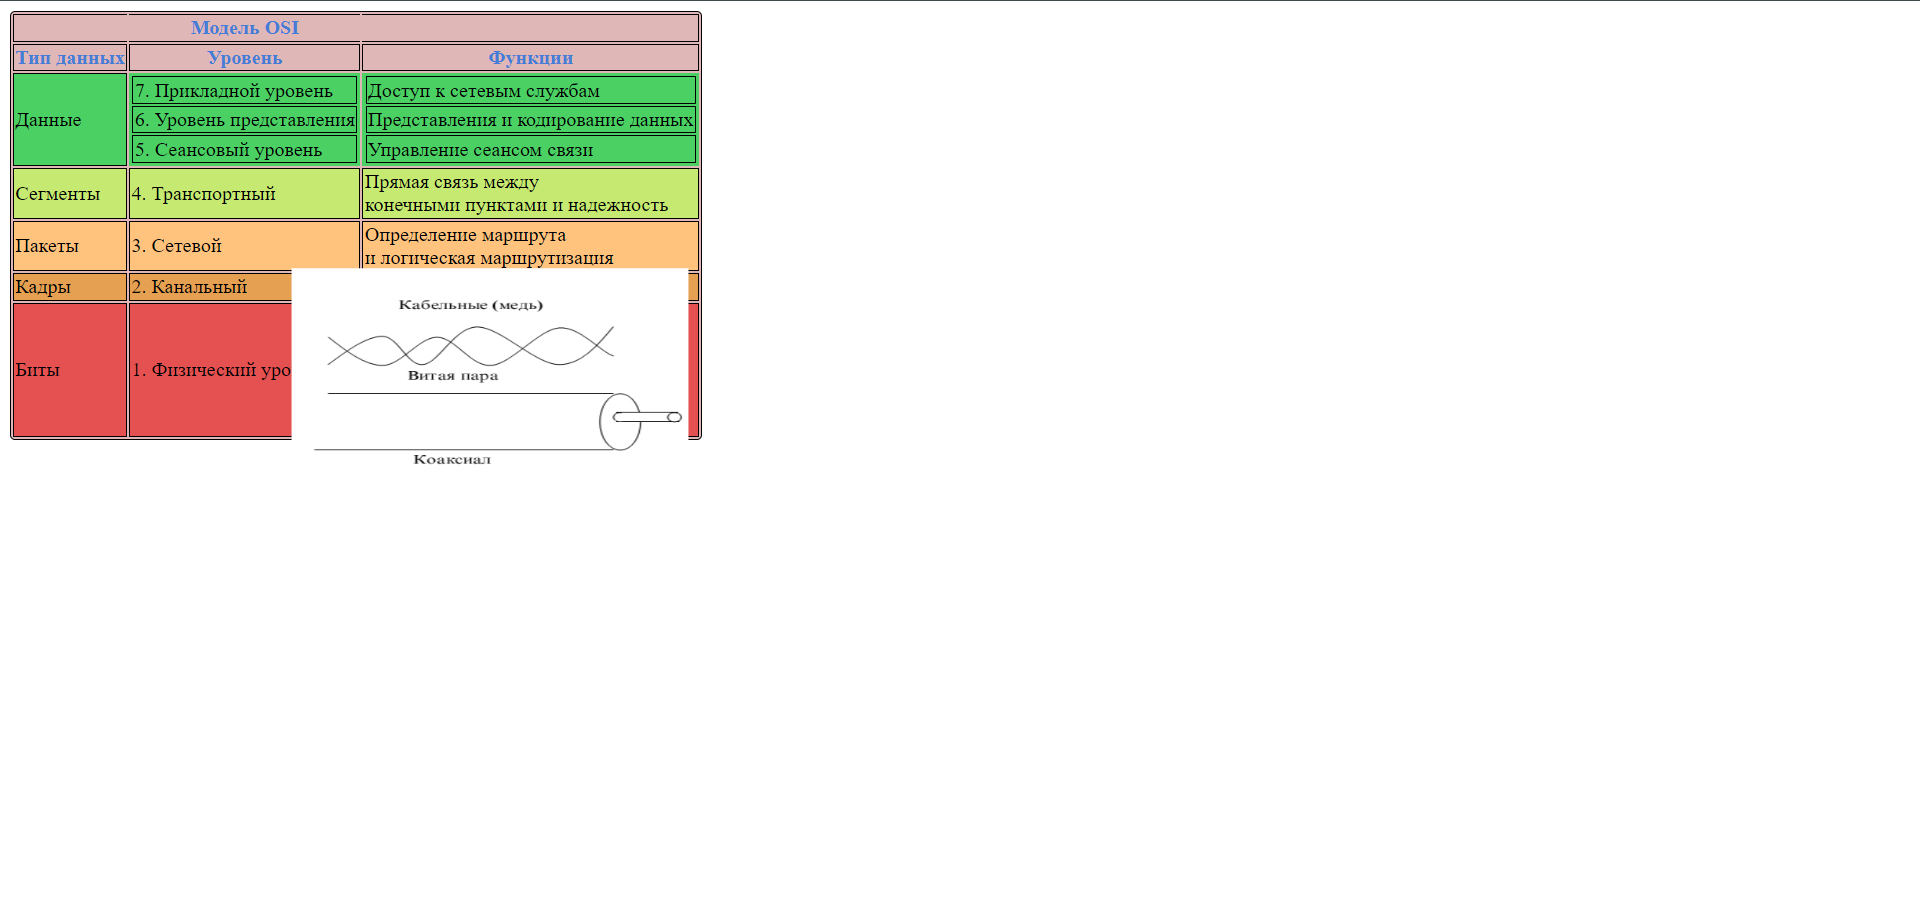 Модель OSI
Тип данных Уровень Функции
Данные
7. Прикладной уровень Доступ к сетевым службам
6. Уровень представления Представления и кодирование данных
5. Сеансовый уровень Управление сеансом связи
Сегменты 4. Транспортный Прямая связь между
конечными пунктами и надежность
Пакеты 3. Сетевой Определение маршрута
и логическая маршрутизация
Кадры 2. Канальный
Биты 1. Физический уро
Кабельные (медь)
Витая пара
Коаксиал